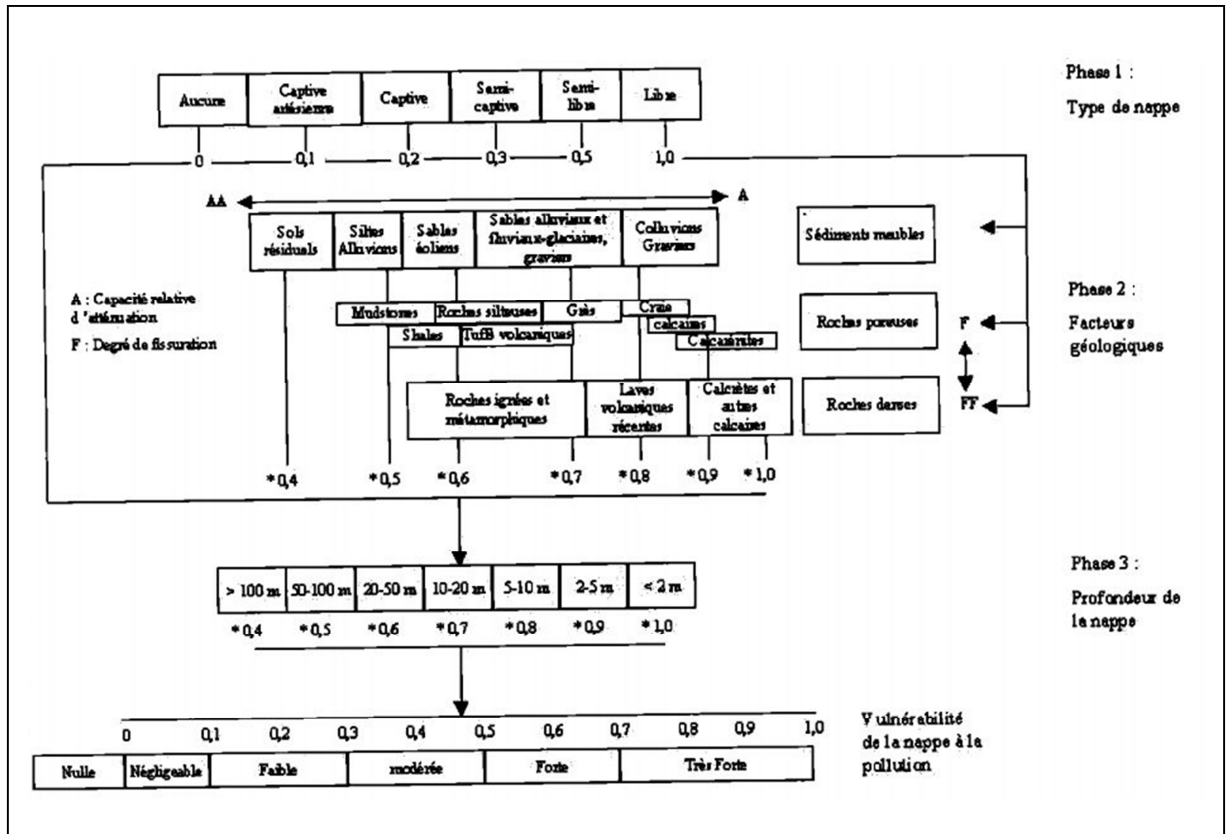 Phase 1 :
Type de nappe
Aucune
Captive
artésienne
Captive
Semi-
captive
Semi-
libre
Libre
0
0,1
0,2
0,3
0,5
1,0
AA
A
Sols
résiduals
Siltes
Alluvions
Sables
éoliens
Sables alluviaux et
fluviaux-glaciaires,
graviers
Colluvions
Graviers
Sédiments meubles
A : Capacité relative
d'atténuation
F : Degré de fissuration
Mudstones
Roches silteuses
Grès
Craie
calcaires
Calcarénites
Shales
Tuffs volcaniques
Roches poreuses
F
Phase 2 :
Facteurs
géologiques
Roches ignées et
métamorphiques
Laves
volcaniques
récentes
Calcrètes et
autres
calcaires
Roches denses
FF
*0,4
*0,5
*0,6
*0,7
*0,8
*0,9
*1,0
Phase 3 :
Profondeur de
la nappe
> 100 m
50-100 m
20-50 m
10-20 m
5-10 m
2-5 m
< 2 m
*0,4
*0,5
*0,6
*0,7
*0,8
*0,9
*1,0
0
0,1
0,2
0,3
0,4
0,5
0,6
0,7
0,8
0,9
1,0
Vulnérabilité
de la nappe à la
pollution
Nulle
Négligeable
Faible
modérée
Forte
Très Forte